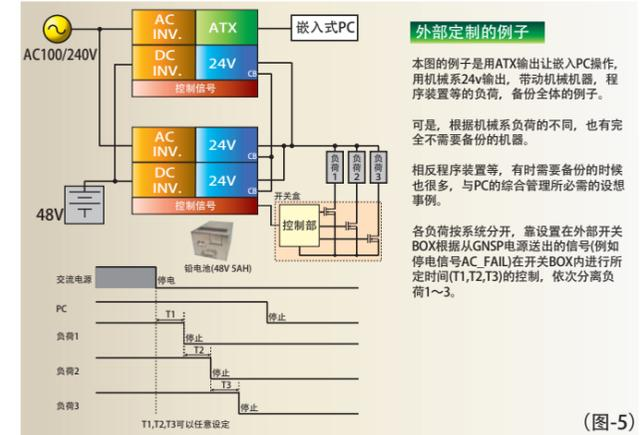 AC100/240V
AC INV.
ATX
DC INV.
24V
CB
控制信号
嵌入式PC
AC INV.
24V
CB
DC INV.
24V
CB
控制信号
48V
铅电池(48V 5AH)
负荷1
负荷2
负荷3
开关盒
控制部
交流电源
停电
PC
停止
T1
负荷1
停止
T2
负荷2
停止
T3
负荷3
停止
T1,T2,T3可以任意设定
外部定制的例子
本图的例子是用ATX输出让嵌入PC操作,
用机械系24v输出，带动机械机器，程
序装置等的负荷，备份全体的例子。
可是，根据机械系负荷的不同，也有完
全不需要备份的机器。
相反程序装置等，有时需要备份的时候
也很多，与PC的综合管理所必需的设想
事例。
各负荷按系统分开，靠设置在外部开关
BOX根据从GNSP电源送出的信号(例如
停电信号AC_FAIL)在开关BOX内进行所
定时间(T1,T2,T3)的控制，依次分离负
荷1～3。
(图-5)